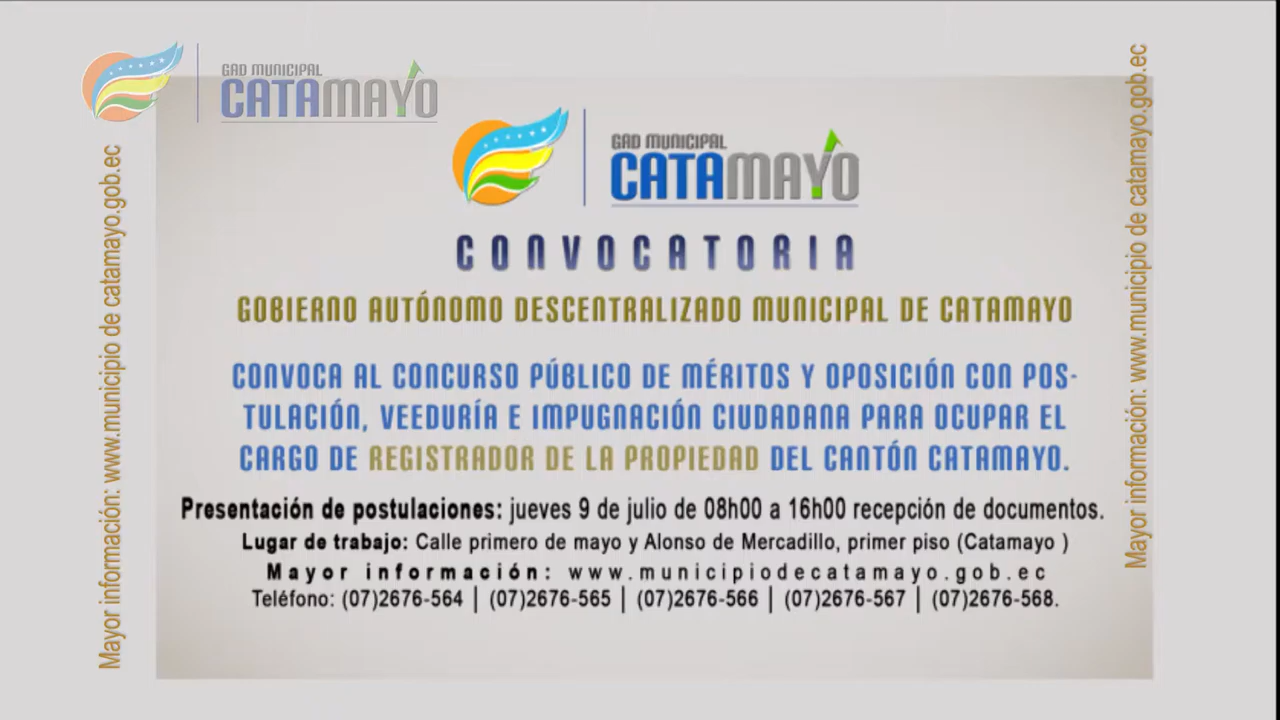 GAD MUNICIPAL
CATAMAYO
GAD MUNICIPAL
CATAMAYO
CONVOCATORIA
GOBIERNO AUTÓNOMO DESCENTRALIZADO MUNICIPAL DE CATAMAYO
CONVOCA AL CONCURSO PÚBLICO DE MÉRITOS Y OPOSICIÓN CON POS-
TULACIÓN, VEEDURÍA E IMPUGNACIÓN CIUDADANA PARA OCUPAR EL
CARGO DE REGISTRADOR DE LA PROPIEDAD DEL CANTÓN CATAMAYO.
Presentación de postulaciones: jueves 9 de julio de 08h00 a 16h00 recepción de documentos.
Lugar de trabajo: Calle primero de mayo y Alonso de Mercadillo, primer piso (Catamayo )
Mayor información: www.municipiodecatamayo.gob.ec
Teléfono: (07)2676-564 | (07)2676-565 | (07)2676-566 | (07)2676-567 | (07)2676-568.
Mayor información: www.municipio de catamayo.gob.ec
Mayor información: www.municipio de catamayo.gob.ec